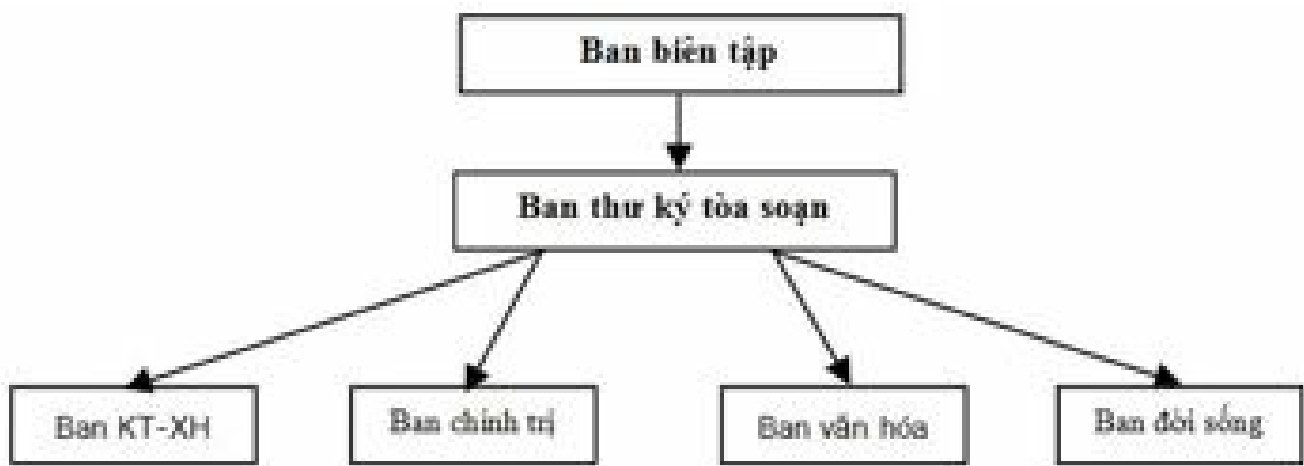 Ban biên tập
Ban thư ký tòa soạn
Ban KT-XH
Ban chính trị
Ban văn hóa
Ban đời sống